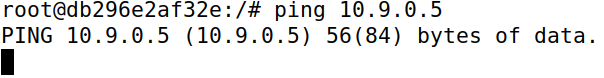 root@db296e2af32e:/# ping 10.9.0.5
PING 10.9.0.5 (10.9.0.5) 56(84) bytes of data.